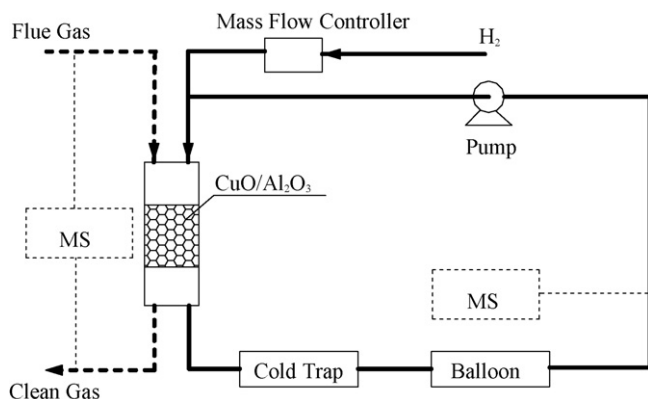 Mass Flow Controller
Flue Gas
H₂
Pump
CuO/Al₂O₃
MS
MS
Cold Trap
Balloon
Clean Gas